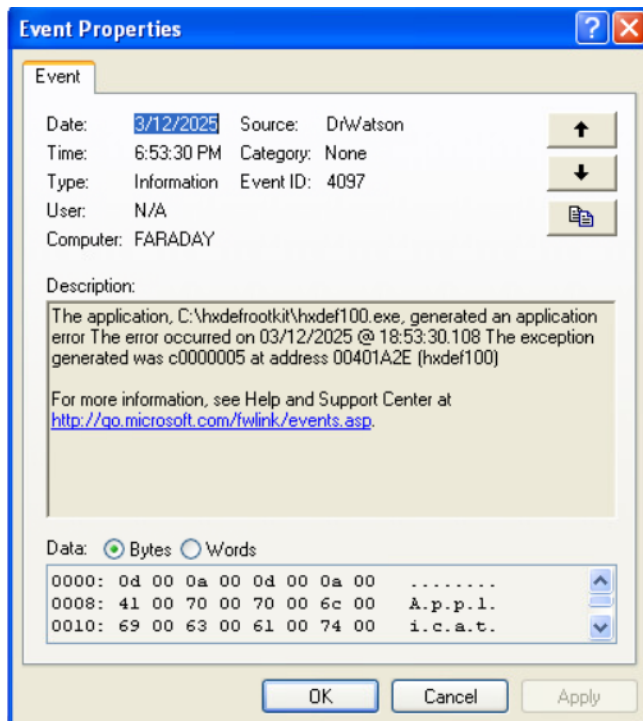 Event Properties
Event
Date: 3/12/2025 Source: DrWatson
Time: 6:53:30 PM Category: None
Type: Information Event ID: 4097
User: N/A
Computer: FARADAY
Description:
The application, C:\hxdefrootkit\hxdef100.exe, generated an application
error The error occurred on 03/12/2025 @ 18:53:30.108 The exception
generated was c0000005 at address 00401A2E (hxdef100)
For more information, see Help and Support Center at
http://go.microsoft.com/fwlink/events.asp.
Data: Bytes Words
0000: 0d 00 0a 00 0d 00 0a 00 ........
0008: 41 00 70 00 70 00 6c 00 A.p.p.l.
0010: 69 00 63 00 61 00 74 00 i.c.a.t.
OK Cancel Apply